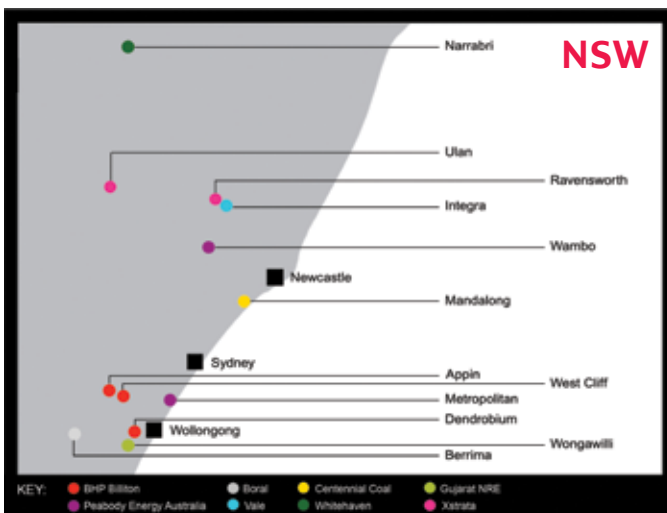 NSW
Narrabri
Ulan
Ravensworth
Integra
Wambo
Newcastle
Mandalong
Sydney
Appin
West Cliff
Metropolitan
Dendrobium
Wollongong
Wongawilli
Berrima
KEY: BHP Billiton Boral Centennial Coal Gujarat NRE
Peabody Energy Australia Vale Whitehaven Xstrata